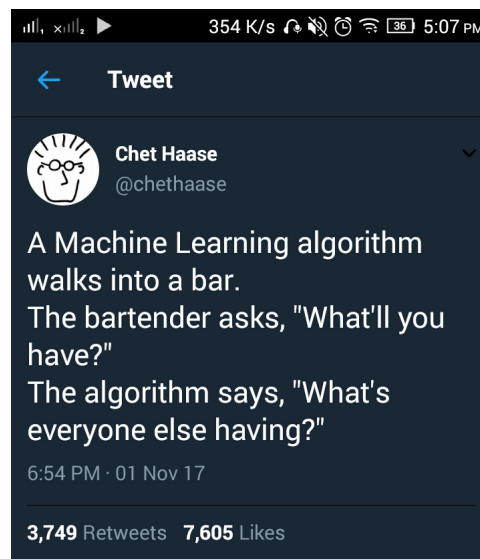 354 K/s 36 5:07 PM
Tweet
Chet Haase
@chethaase
A Machine Learning algorithm
walks into a bar.
The bartender asks, "What'll you
have?"
The algorithm says, "What's
everyone else having?"
6:54 PM · 01 Nov 17
3,749 Retweets 7,605 Likes